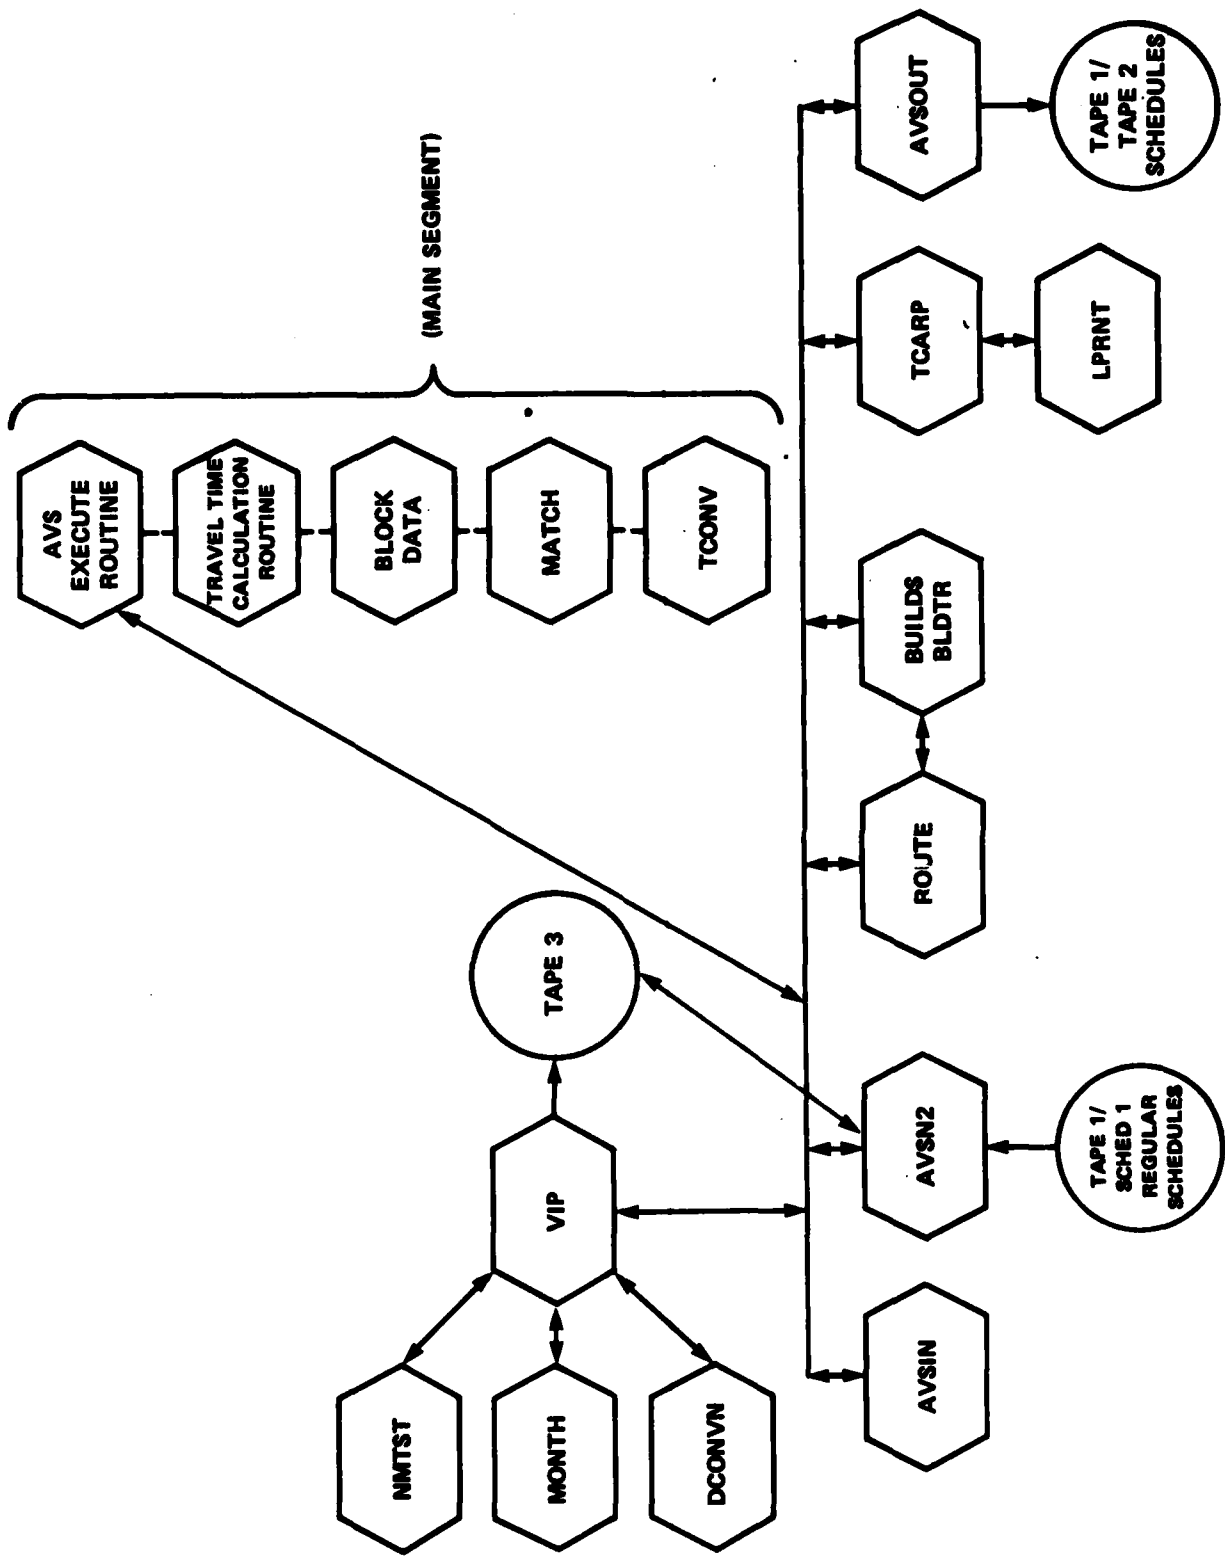 AVS
EXECUTE
ROUTINE
TRAVEL TIME
CALCULATION
ROUTINE
BLOCK
DATA
MATCH
TCONV
(MAIN SEGMENT)
NMTST
MONTH
DCONVN
VIP
TAPE 3
AVSIN
AVSN2
TAPE 1/
SCHED 1
REGULAR
SCHEDULES
ROUTE
BUILDS
BLDTR
TCARP
LPRNT
AVSOUT
TAPE 1/
TAPE 2
SCHEDULES